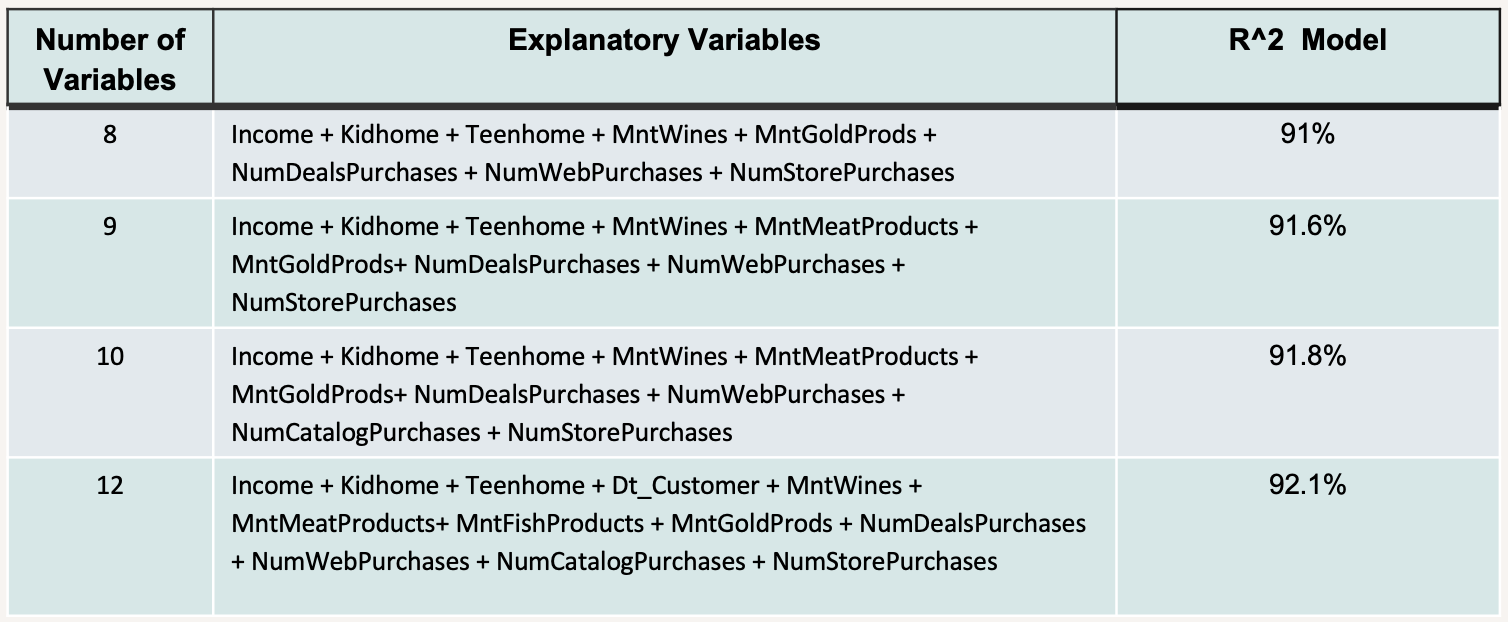 Number of
Variables
Explanatory Variables
R^2 Model
8
Income + Kidhome + Teenhome + MntWines + MntGoldProds +
NumDealsPurchases + NumWebPurchases + NumStorePurchases
91%
9
Income + Kidhome + Teenhome + MntWines + MntMeatProducts +
MntGoldProds+ NumDealsPurchases + NumWebPurchases +
NumStorePurchases
91.6%
10
Income + Kidhome + Teenhome + MntWines + MntMeatProducts +
MntGoldProds+ NumDealsPurchases + NumWebPurchases +
NumCatalogPurchases + NumStorePurchases
91.8%
12
Income + Kidhome + Teenhome + Dt_Customer + MntWines +
MntMeatProducts+ MntFishProducts + MntGoldProds + NumDealsPurchases
+ NumWebPurchases + NumCatalogPurchases + NumStorePurchases
92.1%